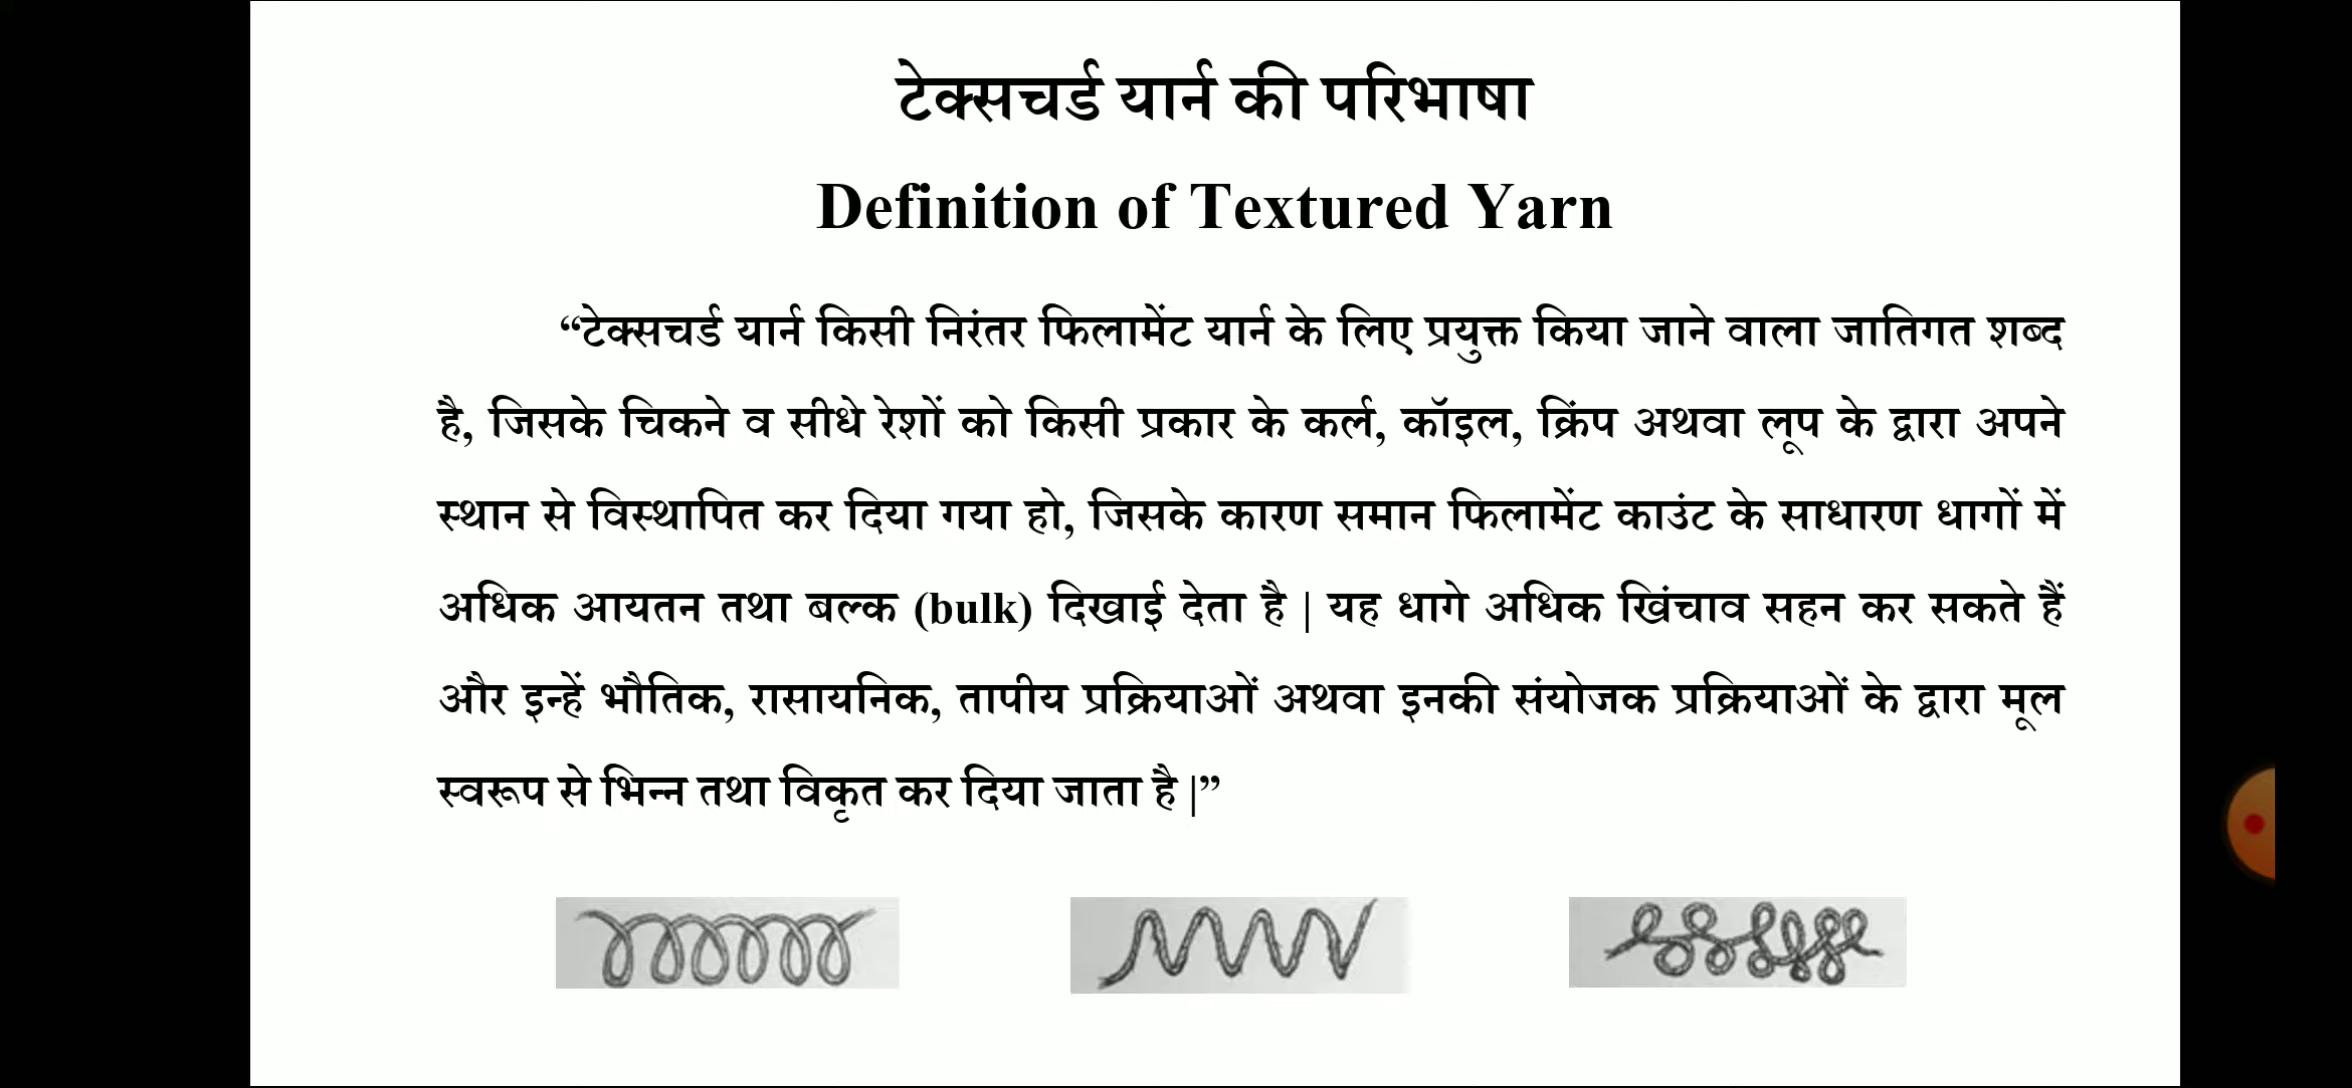 टेक्सचर्ड यार्न की परिभाषा
Definition of Textured Yarn
“टेक्सचर्ड यार्न किसी निरंतर फिलामेंट यार्न के लिए प्रयुक्त किया जाने वाला जातिगत शब्द
है, जिसके चिकने व सीधे रेशों को किसी प्रकार के कर्ल, कॉइल, क्रिंप अथवा लूप के द्वारा अपने
स्थान से विस्थापित कर दिया गया हो, जिसके कारण समान फिलामेंट काउंट के साधारण धागों में
अधिक आयतन तथा बल्क (bulk) दिखाई देता है | यह धागे अधिक खिंचाव सहन कर सकते हैं
और इन्हें भौतिक, रासायनिक, तापीय प्रक्रियाओं अथवा इनकी संयोजक प्रक्रियाओं के द्वारा मूल
स्वरूप से भिन्न तथा विकृत कर दिया जाता है |”